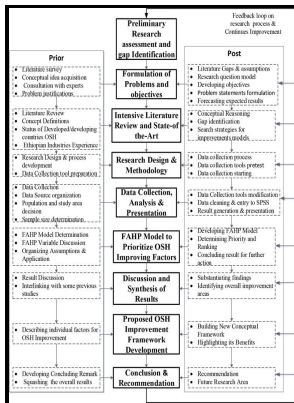 Preliminary
Research
assessment and
gap Identification
Feedback loop on
research process &
Continues Improvement
Prior
Post
• Literature survey
• Conceptual idea acquisition
• Consultation with experts
• Problem justifications
Formulation of
Problems and
objectives
• Literature Gaps & assumptions
• Research question model
• Developing objectives
• Problem statements formulation
• Forecasting expected results
• Literature Review
• Concept Definitions
• Status of Developed/developing
countries OSH
• Ethiopian Industries Experience
Intensive Literature
Review and State-of
the-Art
• Conceptual Reasoning
• Gap identification
• Search strategies for
improvement models
• Research Design & process
development
• Data Collection tool preparation
Research Design &
Methodology
• Data collection process
• Data collection tools pretest
• Data collection starting
• Data Collection
• Data Source organization
• Population and study area
decision
• Sample size determination
Data Collection,
Analysis &
Presentation
• Data Collection tools modification
• Data cleaning & entry to SPSS
• Result generation & presentation
• FAHP Model Determination
• FAHP Variable Discussion
• Organizing Assumptions &
Application
FAHP Model to
Prioritize OSH
Improving Factors
• Developing FAHP Model
• Determining Priority and
Ranking
• Concluding result for further
action
• Result Discussion
• Interlinking with some previous
studies
Discussion and
Synthesis of
Results
• Substantiating findings
• Identifying overall improvement
areas
• Describing individual factors for
OSH Improvement
Proposed OSH
Improvement
Framework
Development
• Building New Conceptual
Framework
• Highlighting its Benefits
• Developing Concluding Remark
• Squashing the overall results
Conclusion &
Recommendation
• Recommendation
• Future Research Area